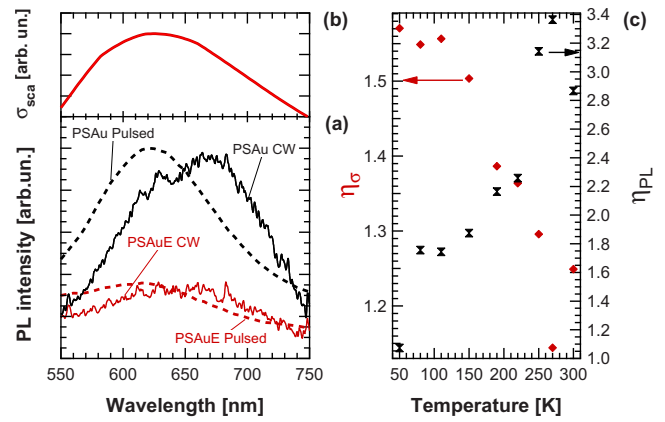 (b)
σsca [arb. un.]
(a)
PSAu Pulsed
PSAu CW
PSAuE CW
PSAuE Pulsed
PL intensity [arb.un.]
550 600 650 700 750
Wavelength [nm]
(c)
ησ
1.5
1.4
1.3
1.2
ηPL
3.4
3.2
3.0
2.8
2.6
2.4
2.2
2.0
1.8
1.6
1.4
1.2
1.0
50 100 150 200 250 300
Temperature [K]